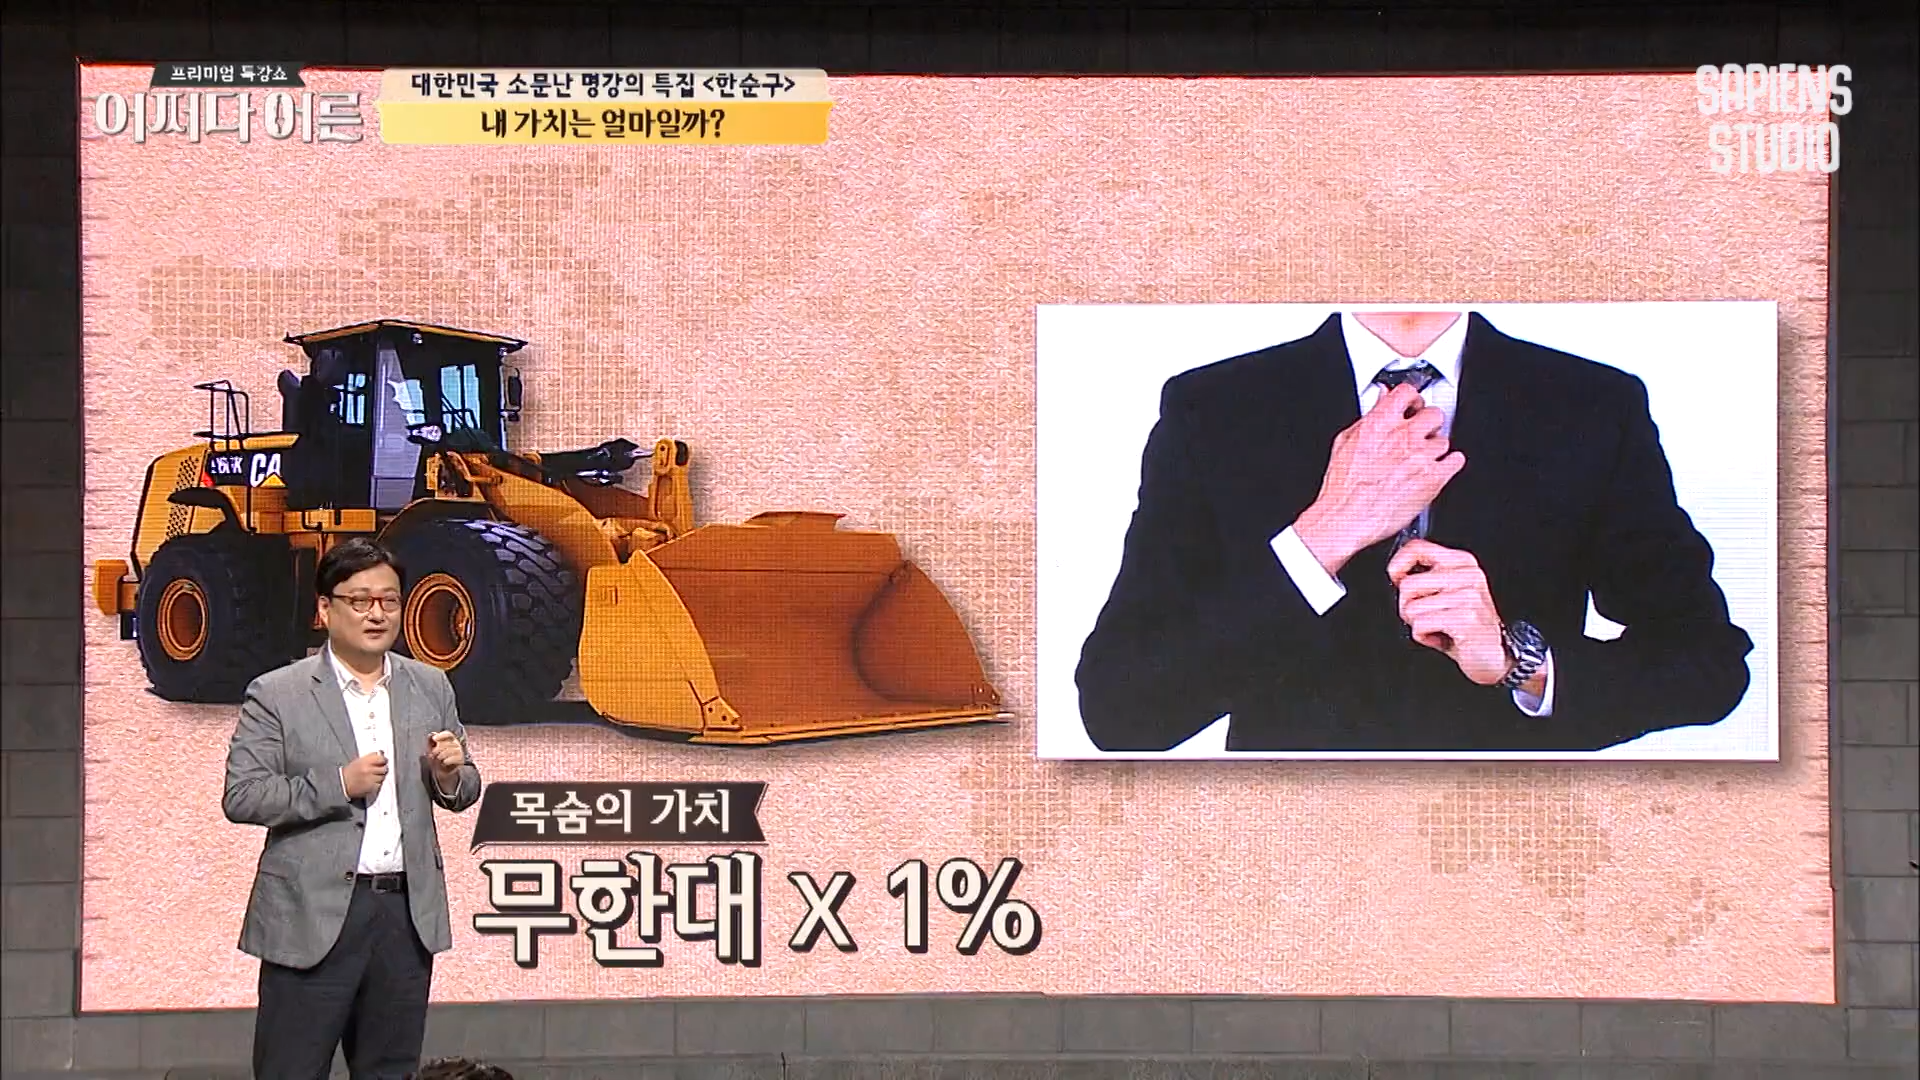 프리미엄 특강쇼
어쩌다 어른
대한민국 소문난 명강의 특집 <한순구>
내 가치는 얼마일까?
SAPIENS
STUDIO
966K CA
목숨의 가치
무한대 x 1%